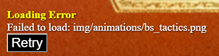 Loading Error
Failed to load: img/animations/bs_tactics.png
Retry